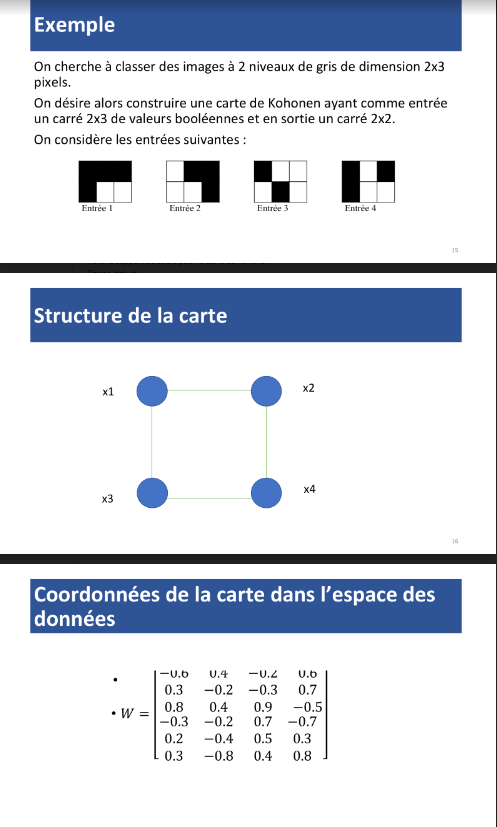 Exemple
On cherche à classer des images à 2 niveaux de gris de dimension 2x3
pixels.
On désire alors construire une carte de Kohonen ayant comme entrée
un carré 2x3 de valeurs booléennes et en sortie un carré 2x2.
On considère les entrées suivantes :
Entrée 1 Entrée 2 Entrée 3 Entrée 4
15
Structure de la carte
x1 x2
x3 x4
16
Coordonnées de la carte dans l’espace des
données
•
−0.6 0.4 −0.2 0.6
0.3 −0.2 −0.3 0.7
0.8 0.4 0.9 −0.5
• W =
−0.3 −0.2 0.7 −0.7
0.2 −0.4 0.5 0.3
0.3 −0.8 0.4 0.8